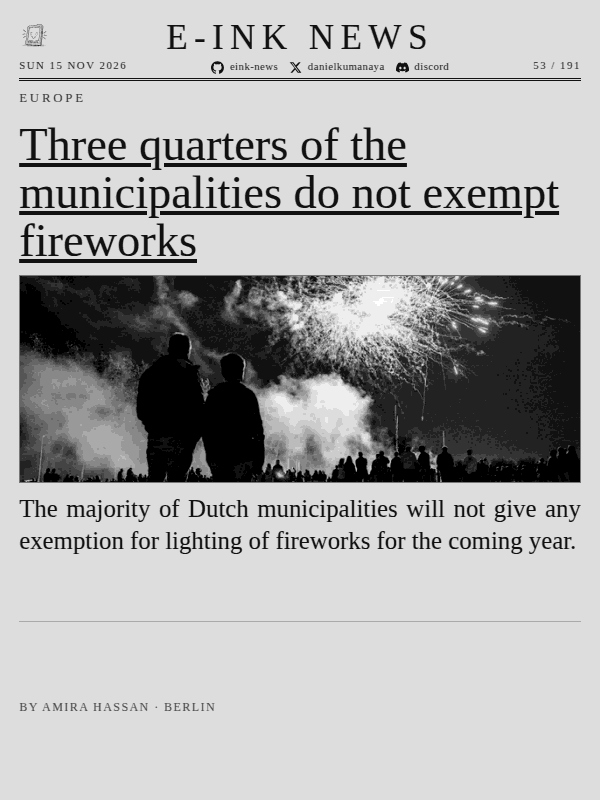 E-INK NEWS
SUN 15 NOV 2026
eink-news danielkumanaya discord
53 / 191
EUROPE
Three quarters of the
municipalities do not exempt
fireworks
The majority of Dutch municipalities will not give any
exemption for lighting of fireworks for the coming year.
BY AMIRA HASSAN · BERLIN